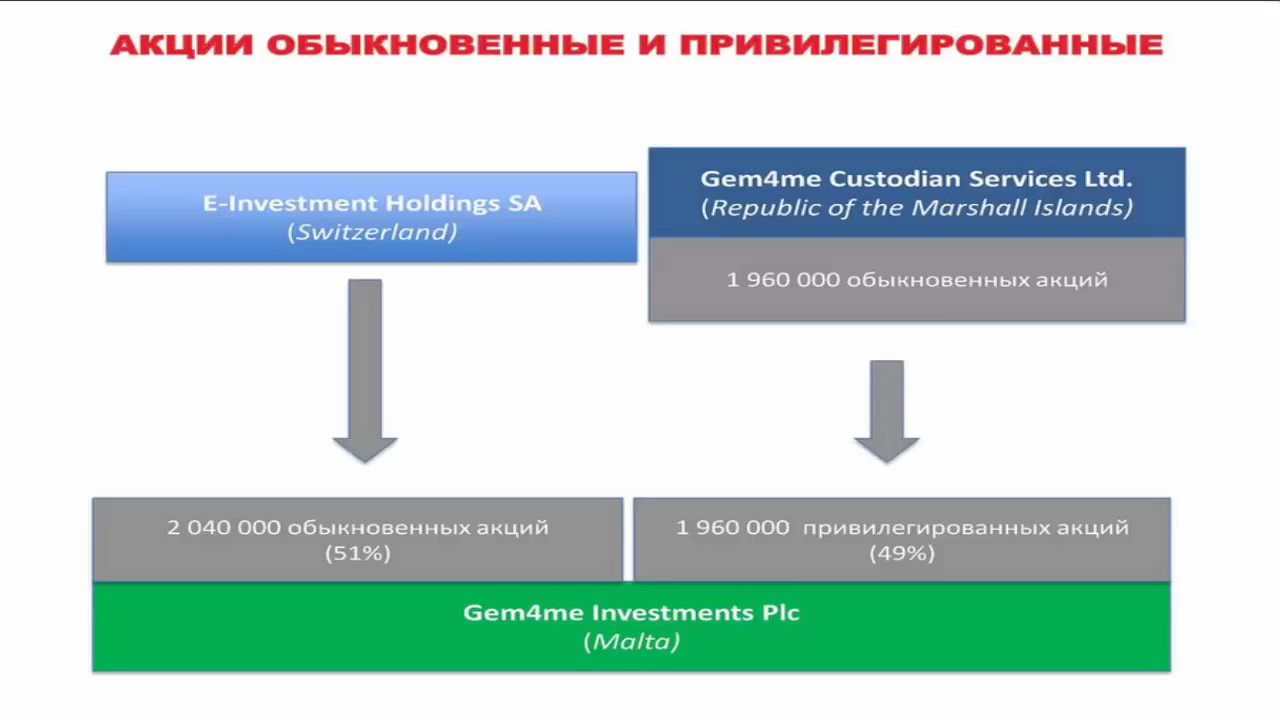 АКЦИИ ОБЫКНОВЕННЫЕ И ПРИВИЛЕГИРОВАННЫЕ
E-Investment Holdings SA
(Switzerland)
Gem4me Custodian Services Ltd.
(Republic of the Marshall Islands)
1 960 000 обыкновенных акций
2 040 000 обыкновенных акций
(51%)
1 960 000 привилегированных акций
(49%)
Gem4me Investments Plc
(Malta)